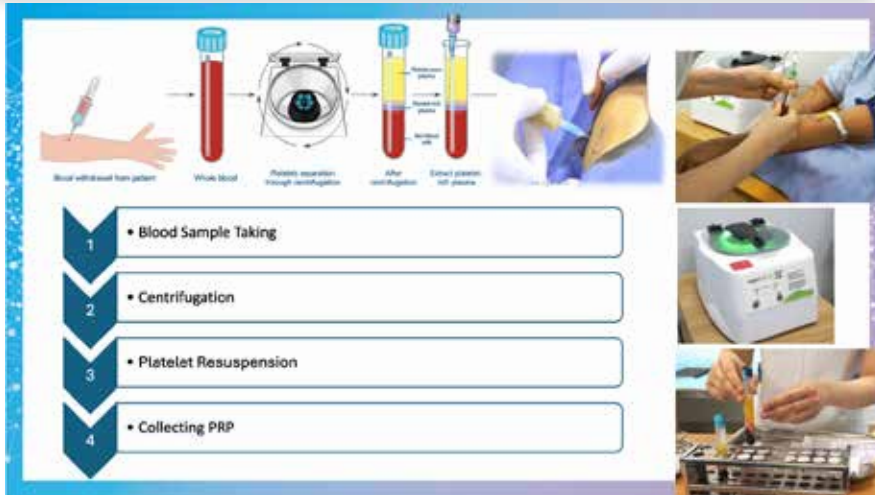 Blood withdrawal from patient
Whole blood
Platelet separation
through centrifugation
After
centrifugation
Extract platelet
rich plasma
1
• Blood Sample Taking
2
• Centrifugation
3
• Platelet Resuspension
4
• Collecting PRP